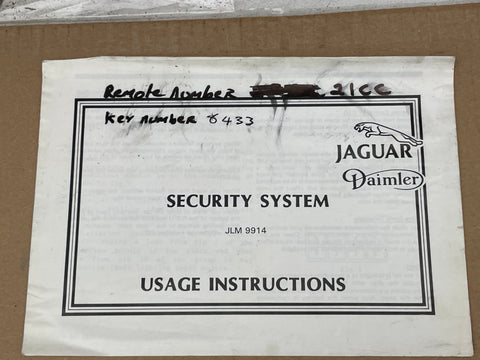 Remote Number 21CC
Key number 8433
JAGUAR
Daimler
SECURITY SYSTEM
JLM 9914
USAGE INSTRUCTIONS